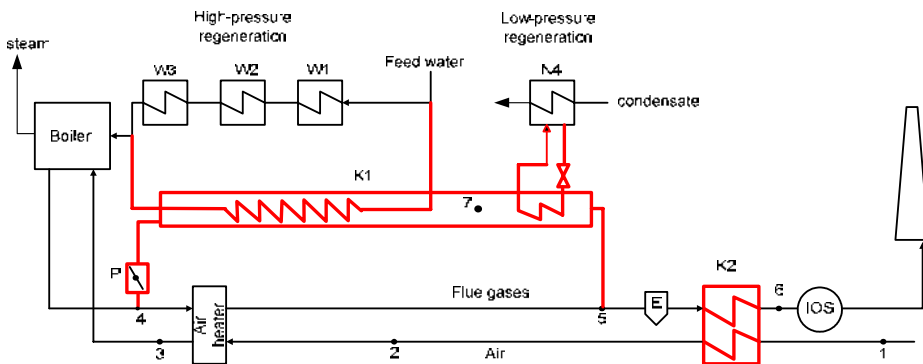 High-pressure
regeneration
Low-pressure
regeneration
steam
W3
W2
W1
Feed water
N4
condensate
Boiler
K1
7
P
K2
4
Air
heater
Flue gases
5
E
6
IOS
3
2
Air
1